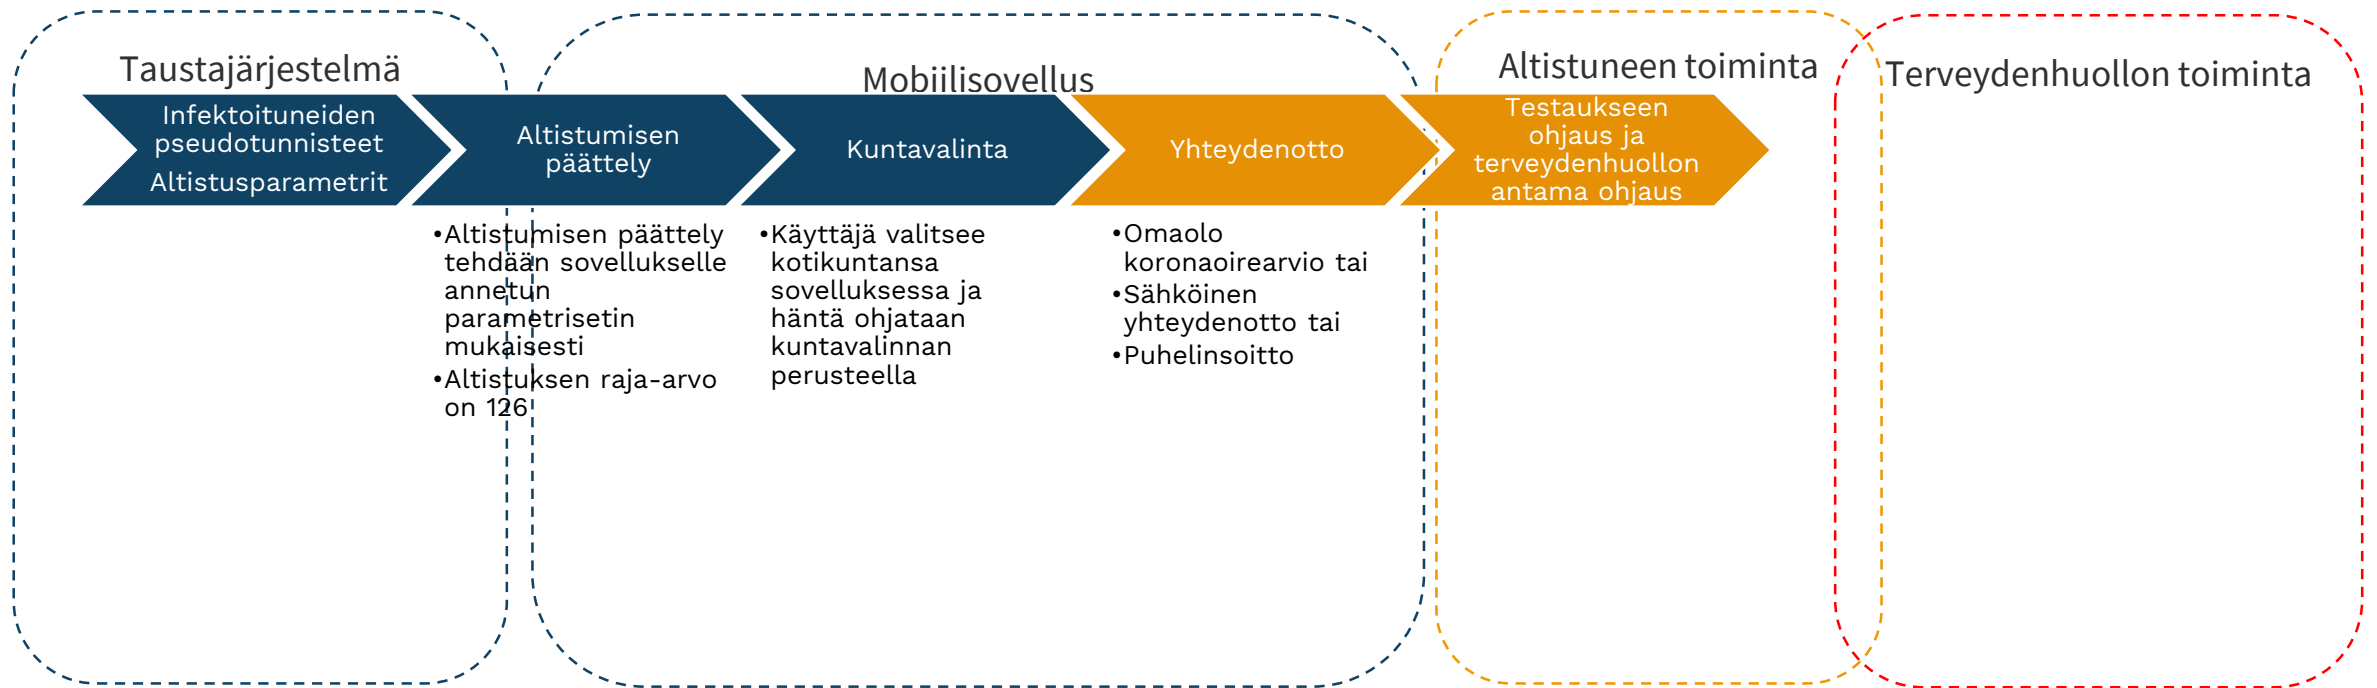 Taustajärjestelmä
Mobiilisovellus
Altistuneen toiminta
Terveydenhuollon toiminta
Infektoituneiden
pseudotunnisteet
Altistusparametrit
Altistumisen
päättely
Kuntavalinta
Yhteydenotto
Testaukseen
ohjaus ja
terveydenhuollon
antama ohjaus
•Altistumisen päättely
tehdään sovellukselle
annetun
parametrisetin
mukaisesti
•Altistuksen raja-arvo
on 126
•Käyttäjä valitsee
kotikuntansa
sovelluksessa ja
häntä ohjataan
kuntavalinnan
perusteella
•Omaolo
koronaoirearvio tai
•Sähköinen
yhteydenotto tai
•Puhelinsoitto